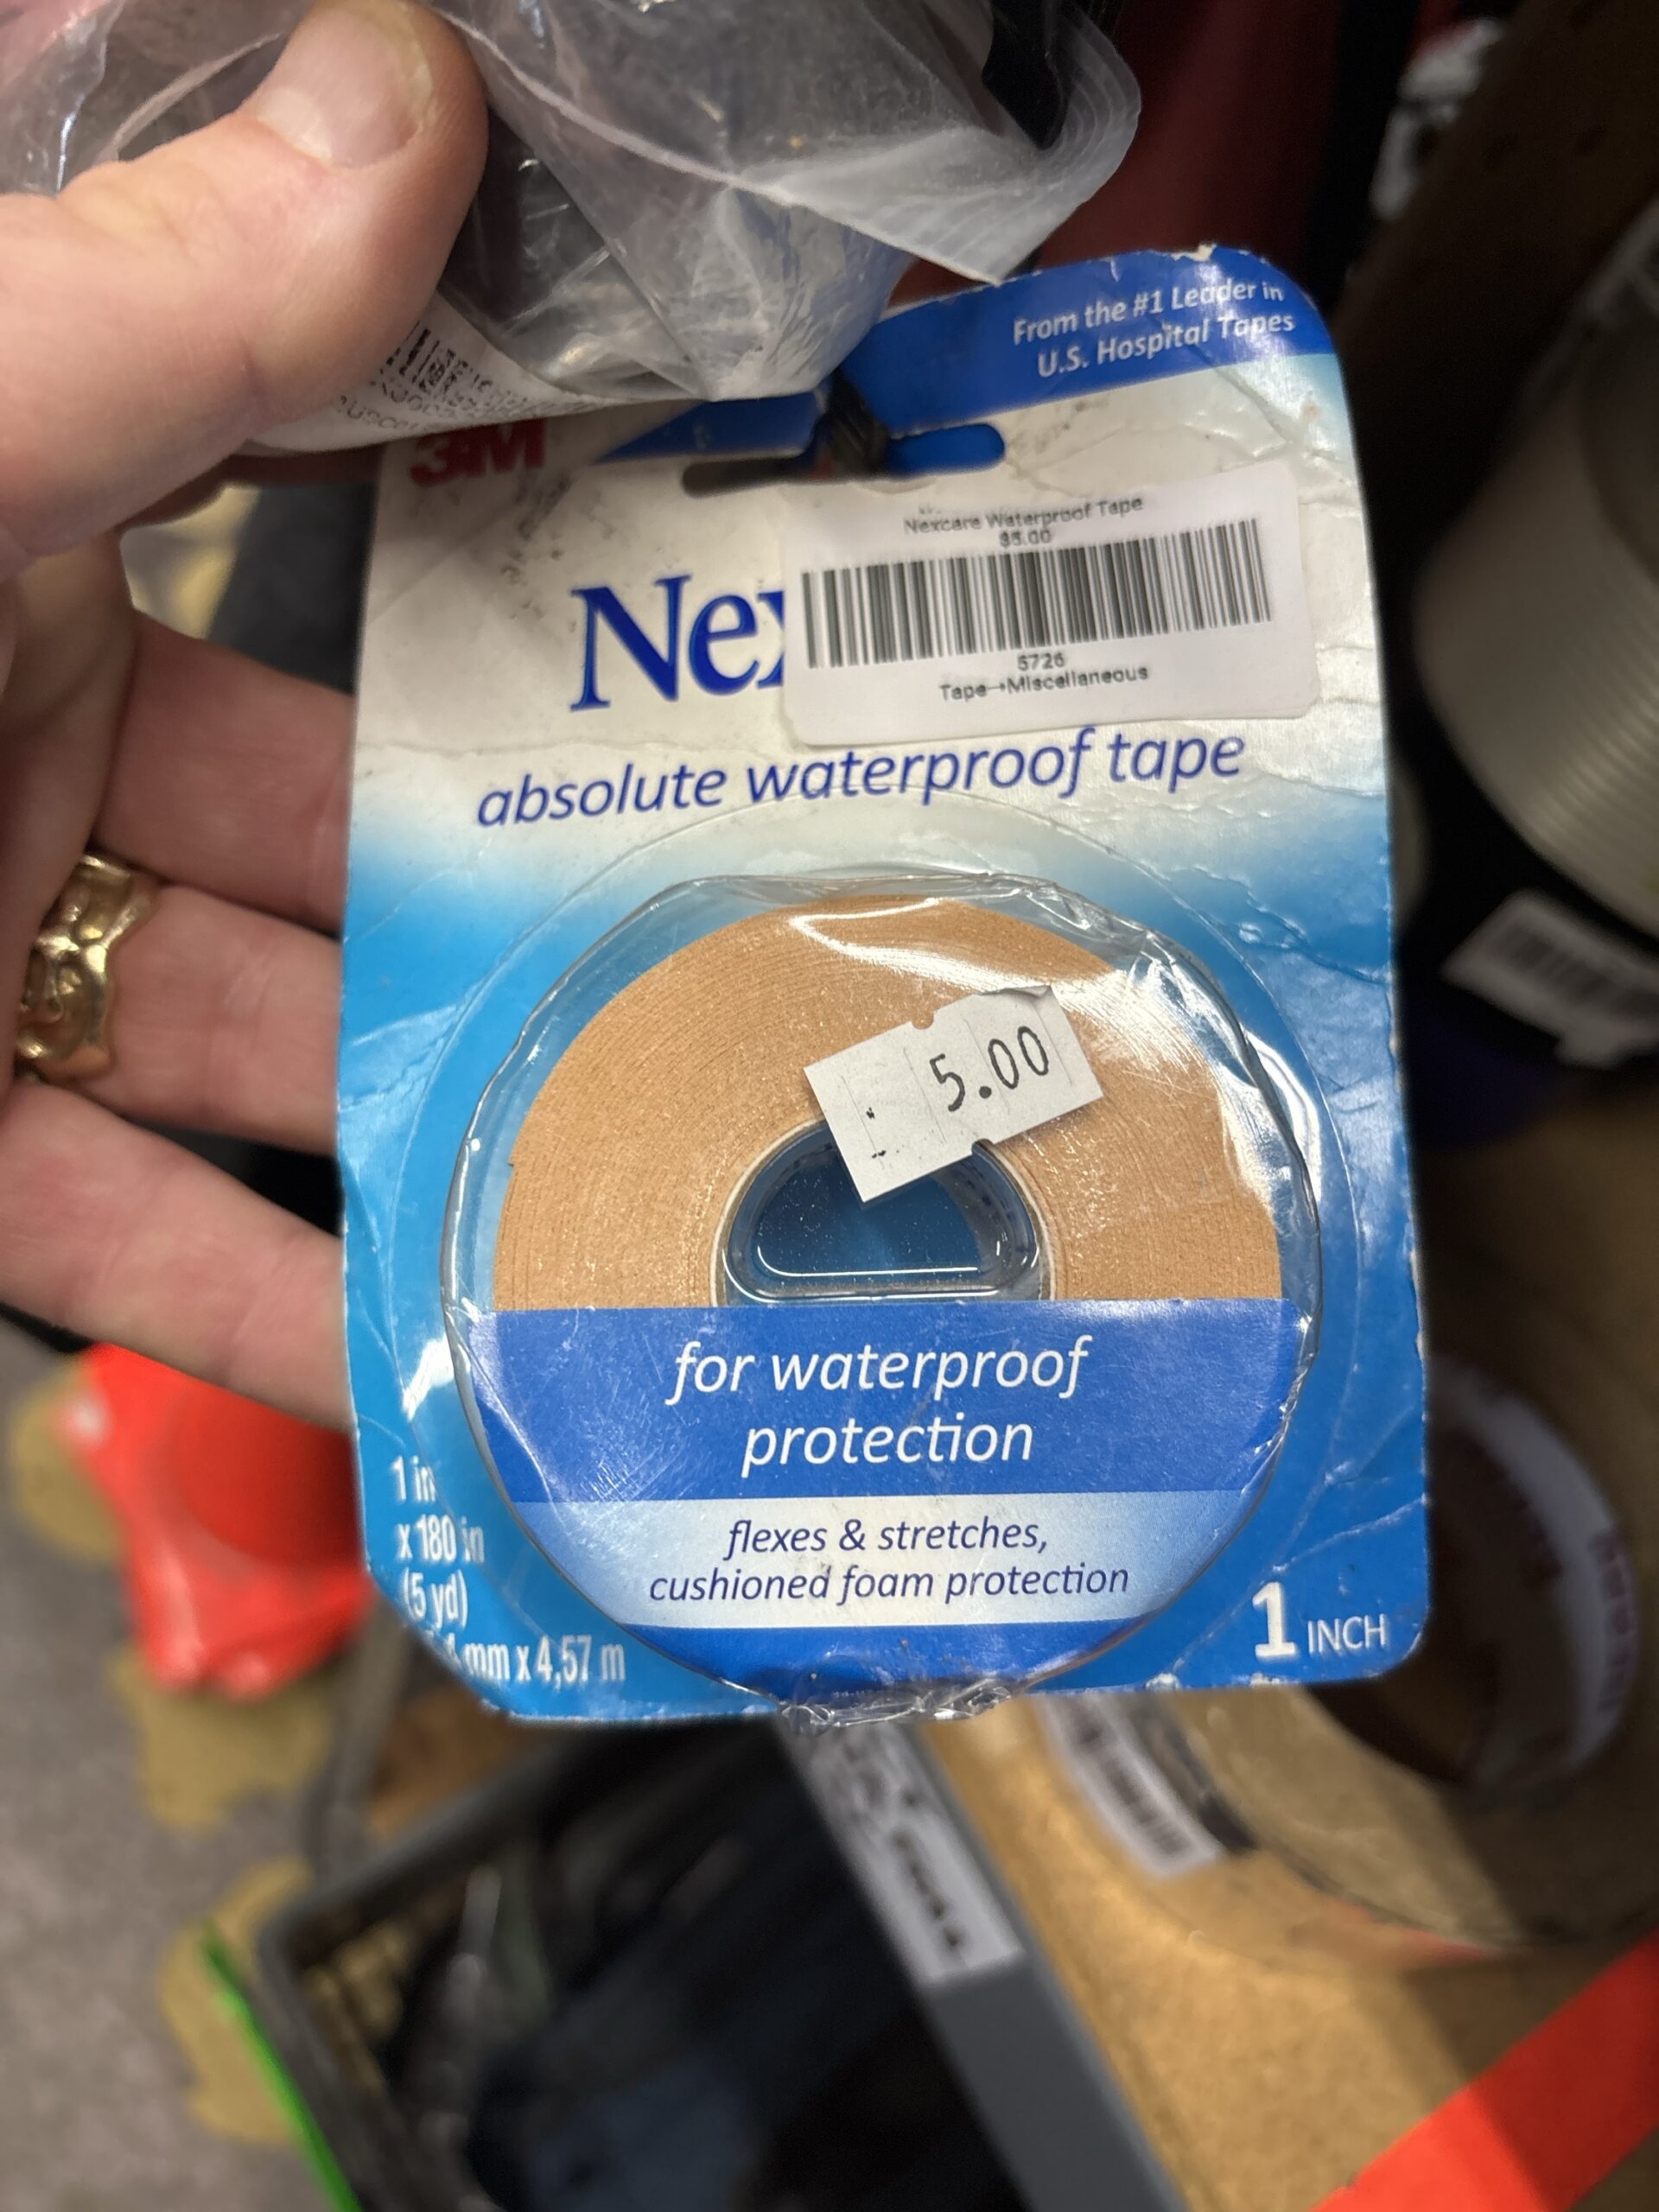 From the #1 Leader in
U.S. Hospital Tapes
3M
Nexcare Waterproof Tape
$5.00
5726
Tape→Miscellaneous
Nex
absolute waterproof tape
5.00
for waterproof
protection
flexes & stretches,
cushioned foam protection
1 in
x 180 in
(5 yd)
mm x 4,57 m
1 INCH